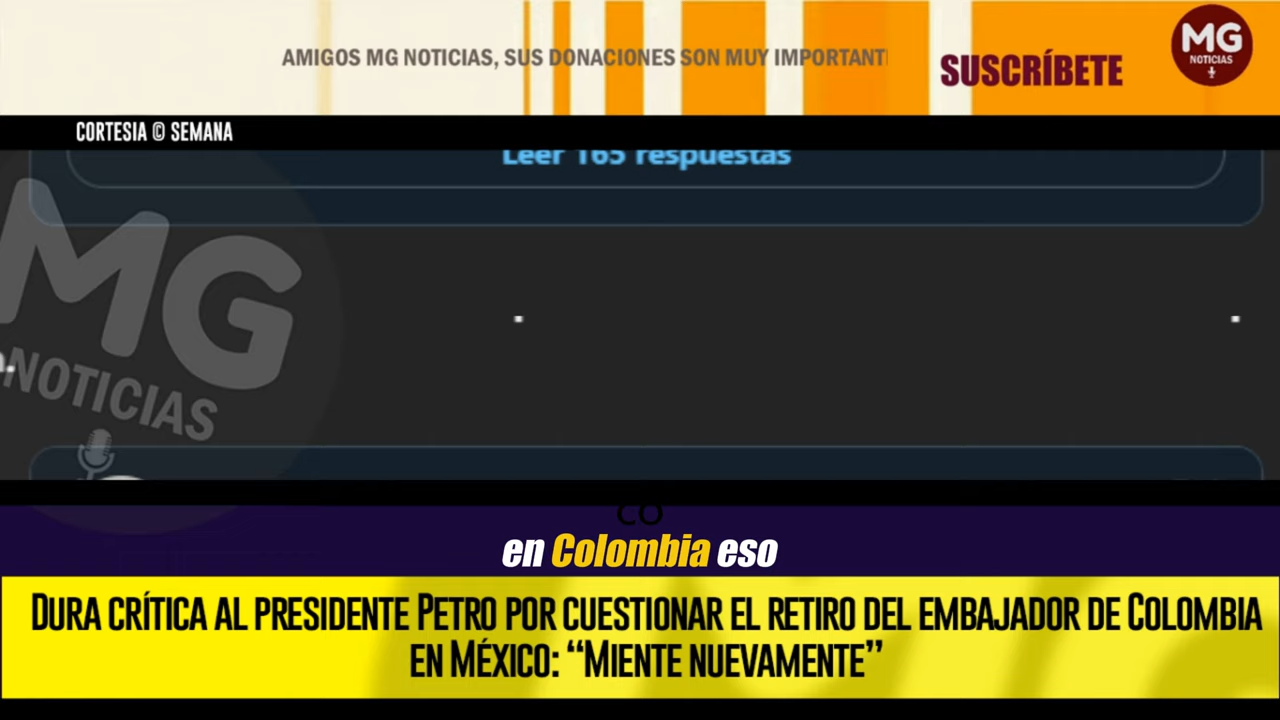 AMIGOS MG NOTICIAS, SUS DONACIONES SON MUY IMPORTANT
SUSCRÍBETE
MG
NOTICIAS
CORTESIA © SEMANA
Leer 165 respuestas
MG
NOTICIAS
co
en Colombia eso
DURA CRÍTICA AL PRESIDENTE PETRO POR CUESTIONAR EL RETIRO DEL EMBAJADOR DE COLOMBIA
EN MÉXICO: “MIENTE NUEVAMENTE”